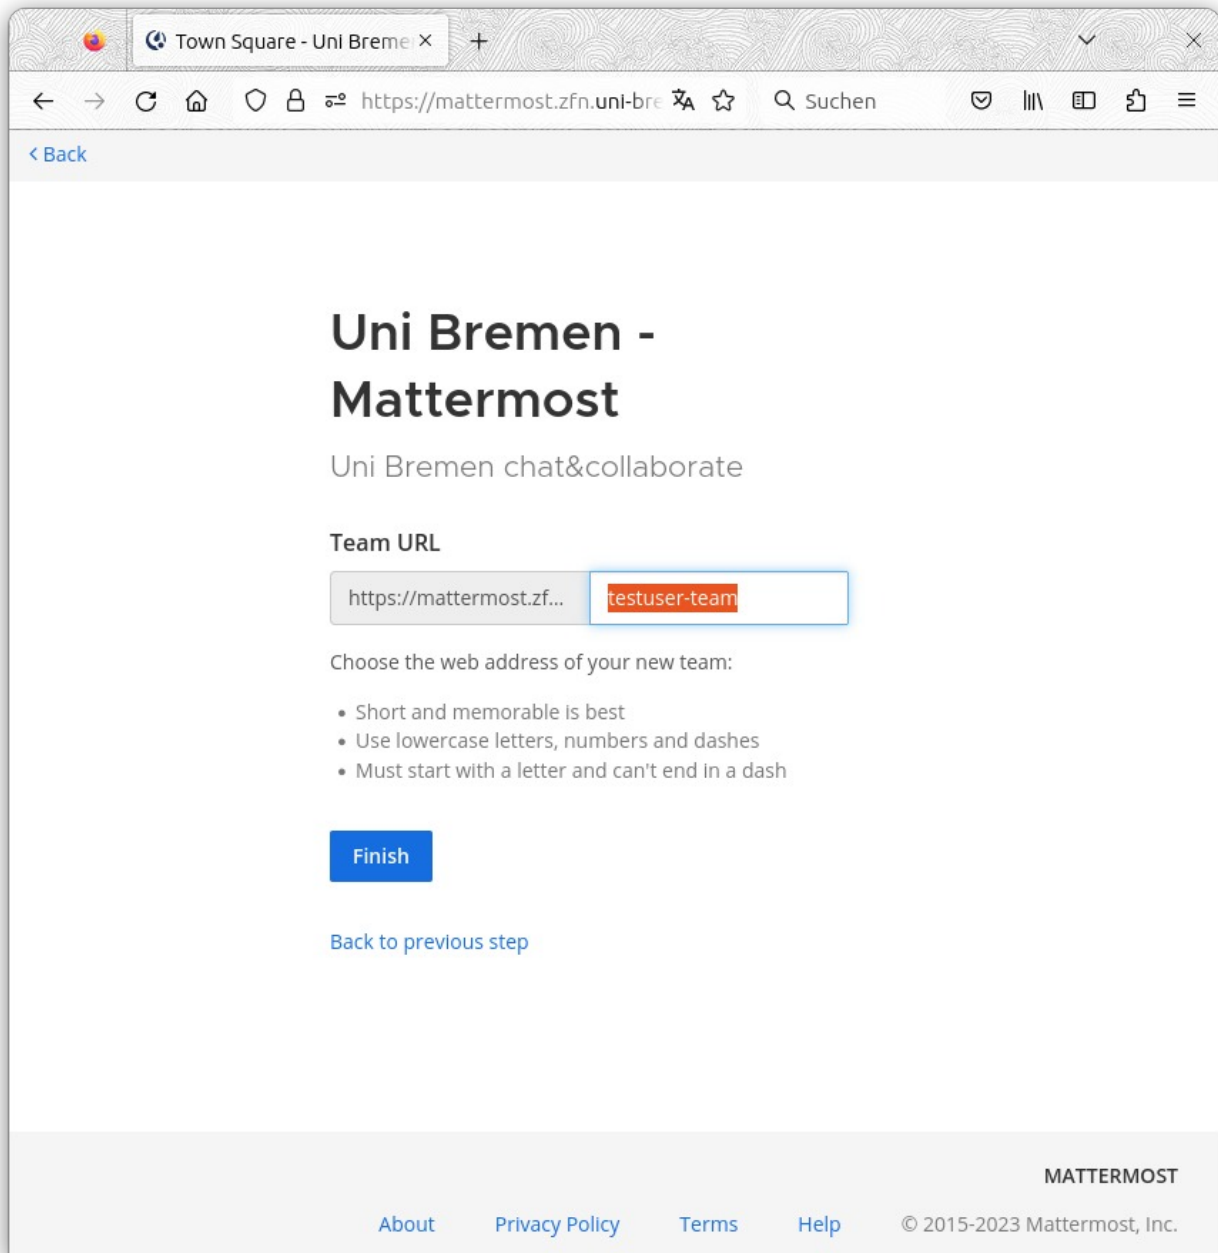 Town Square - Uni Breme
https://mattermost.zfn.uni-bre
Suchen
Back
Uni Bremen -
Mattermost
Uni Bremen chat&collaborate
Team URL
https://mattermost.zf... testuser-team
Choose the web address of your new team:
• Short and memorable is best
• Use lowercase letters, numbers and dashes
• Must start with a letter and can't end in a dash
Finish
Back to previous step
MATTERMOST
About Privacy Policy Terms Help © 2015-2023 Mattermost, Inc.